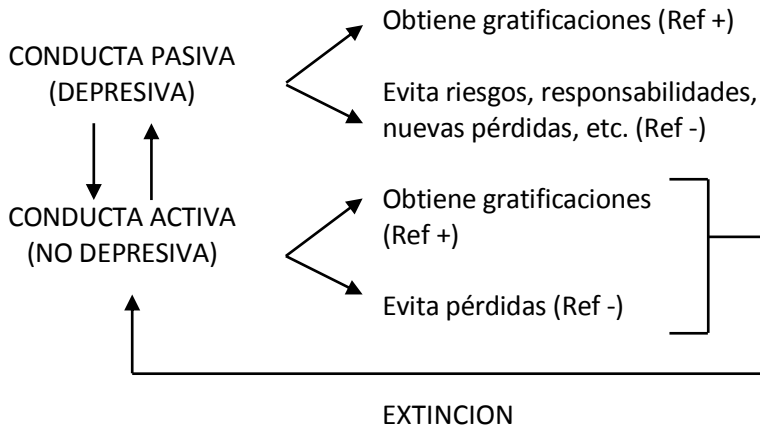 Obtiene gratificaciones (Ref +)
CONDUCTA PASIVA
(DEPRESIVA)
Evita riesgos, responsabilidades,
nuevas pérdidas, etc. (Ref -)
CONDUCTA ACTIVA
(NO DEPRESIVA)
Obtiene gratificaciones
(Ref +)
Evita pérdidas (Ref -)
EXTINCION